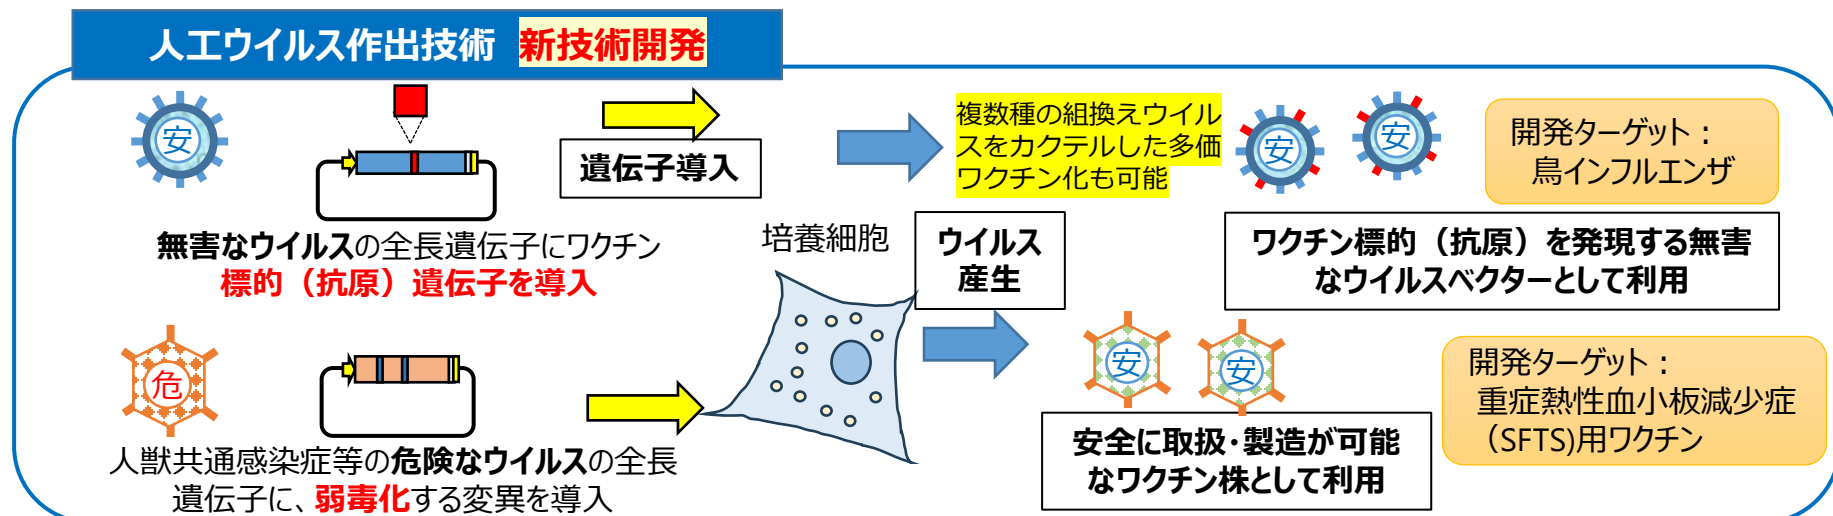 人工ウイルス作出技術 新技術開発
安
遺伝子導入
複数種の組換えウイル
スをカクテルした多価
ワクチン化も可能
安
安
開発ターゲット：
鳥インフルエンザ
無害なウイルスの全長遺伝子にワクチン
標的（抗原）遺伝子を導入
培養細胞
ウイルス
産生
ワクチン標的（抗原）を発現する無害
なウイルスベクターとして利用
危
人獣共通感染症等の危険なウイルスの全長
遺伝子に、弱毒化する変異を導入
安
安
安全に取扱・製造が可能
なワクチン株として利用
開発ターゲット：
重症熱性血小板減少症
（SFTS)用ワクチン